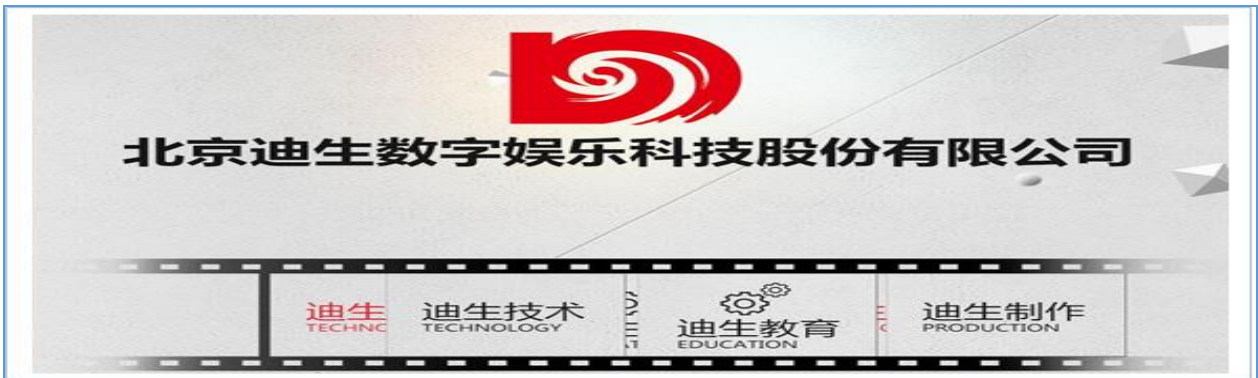 北京迪生数字娱乐科技股份有限公司
迪生
TECHNC
迪生技术
TECHNOLOGY
迪生教育
EDUCATION
迪生制作
PRODUCTION